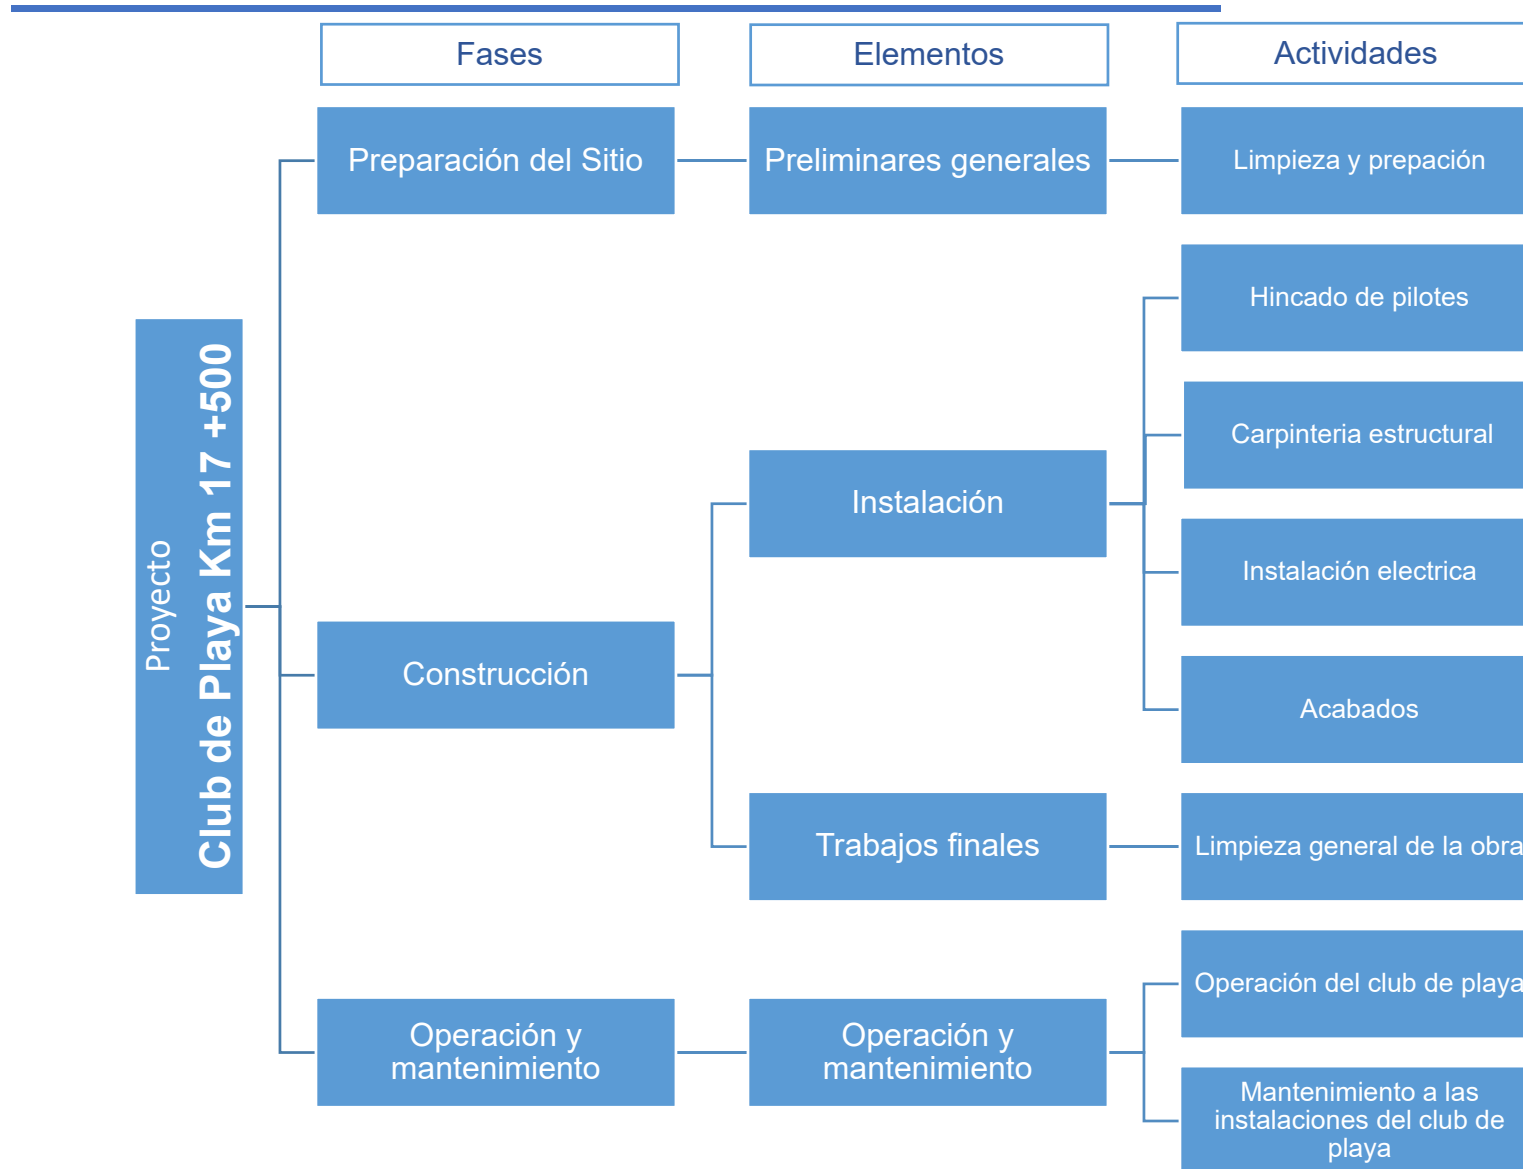 Fases
Elementos
Actividades
Preparación del Sitio
Preliminares generales
Limpieza y prepación
Hincado de pilotes
Carpinteria estructural
Instalación
Instalación electrica
Acabados
Proyecto
Club de Playa Km 17 +500
Construcción
Trabajos finales
Limpieza general de la obra
Operación y
mantenimiento
Operación y
mantenimiento
Operación del club de playa
Mantenimiento a las
instalaciones del club de
playa